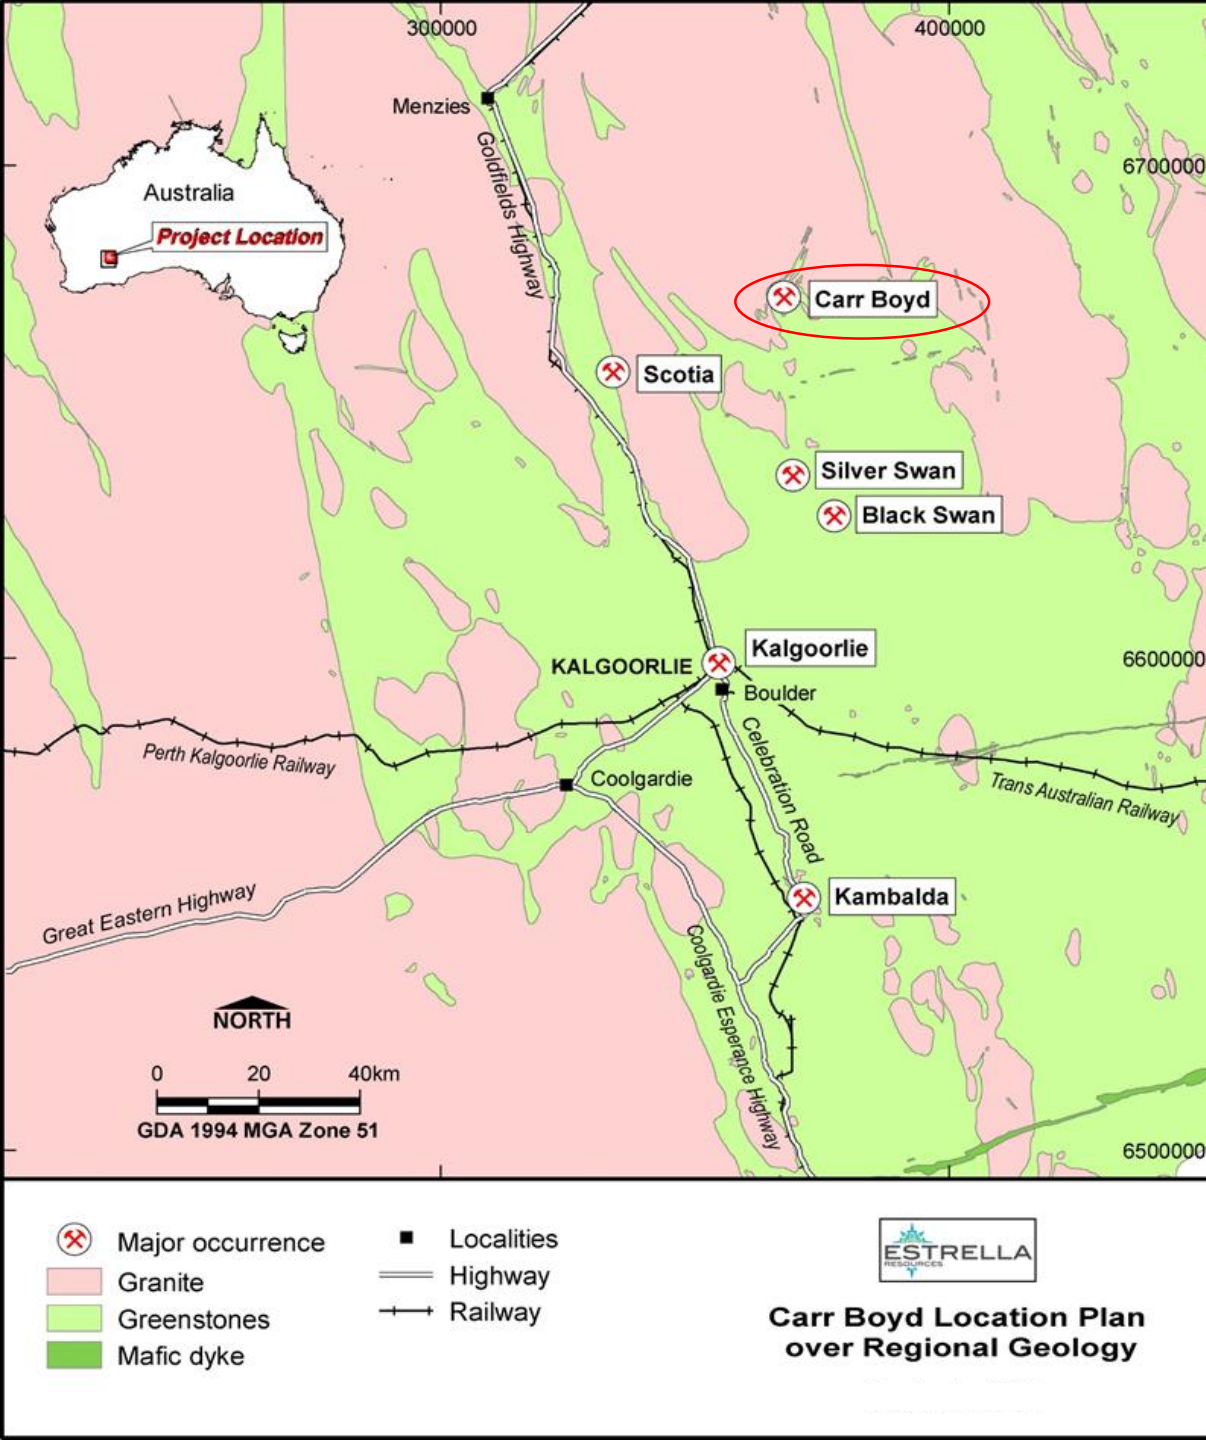 300000
400000
Menzies
Goldfields Highway
6700000
Australia
Project Location
Carr Boyd
Scotia
Silver Swan
Black Swan
Kalgoorlie
KALGOORLIE
6600000
Boulder
Perth Kalgoorlie Railway
Celebration Road
Coolgardie
Trans Australian Railway
Great Eastern Highway
Kambalda
Coolgardie Esperance Highway
NORTH
0 20 40km
GDA 1994 MGA Zone 51
6500000
Major occurrence
Granite
Greenstones
Mafic dyke
Localities
Highway
Railway
ESTRELLA
RESOURCES
Carr Boyd Location Plan
over Regional Geology